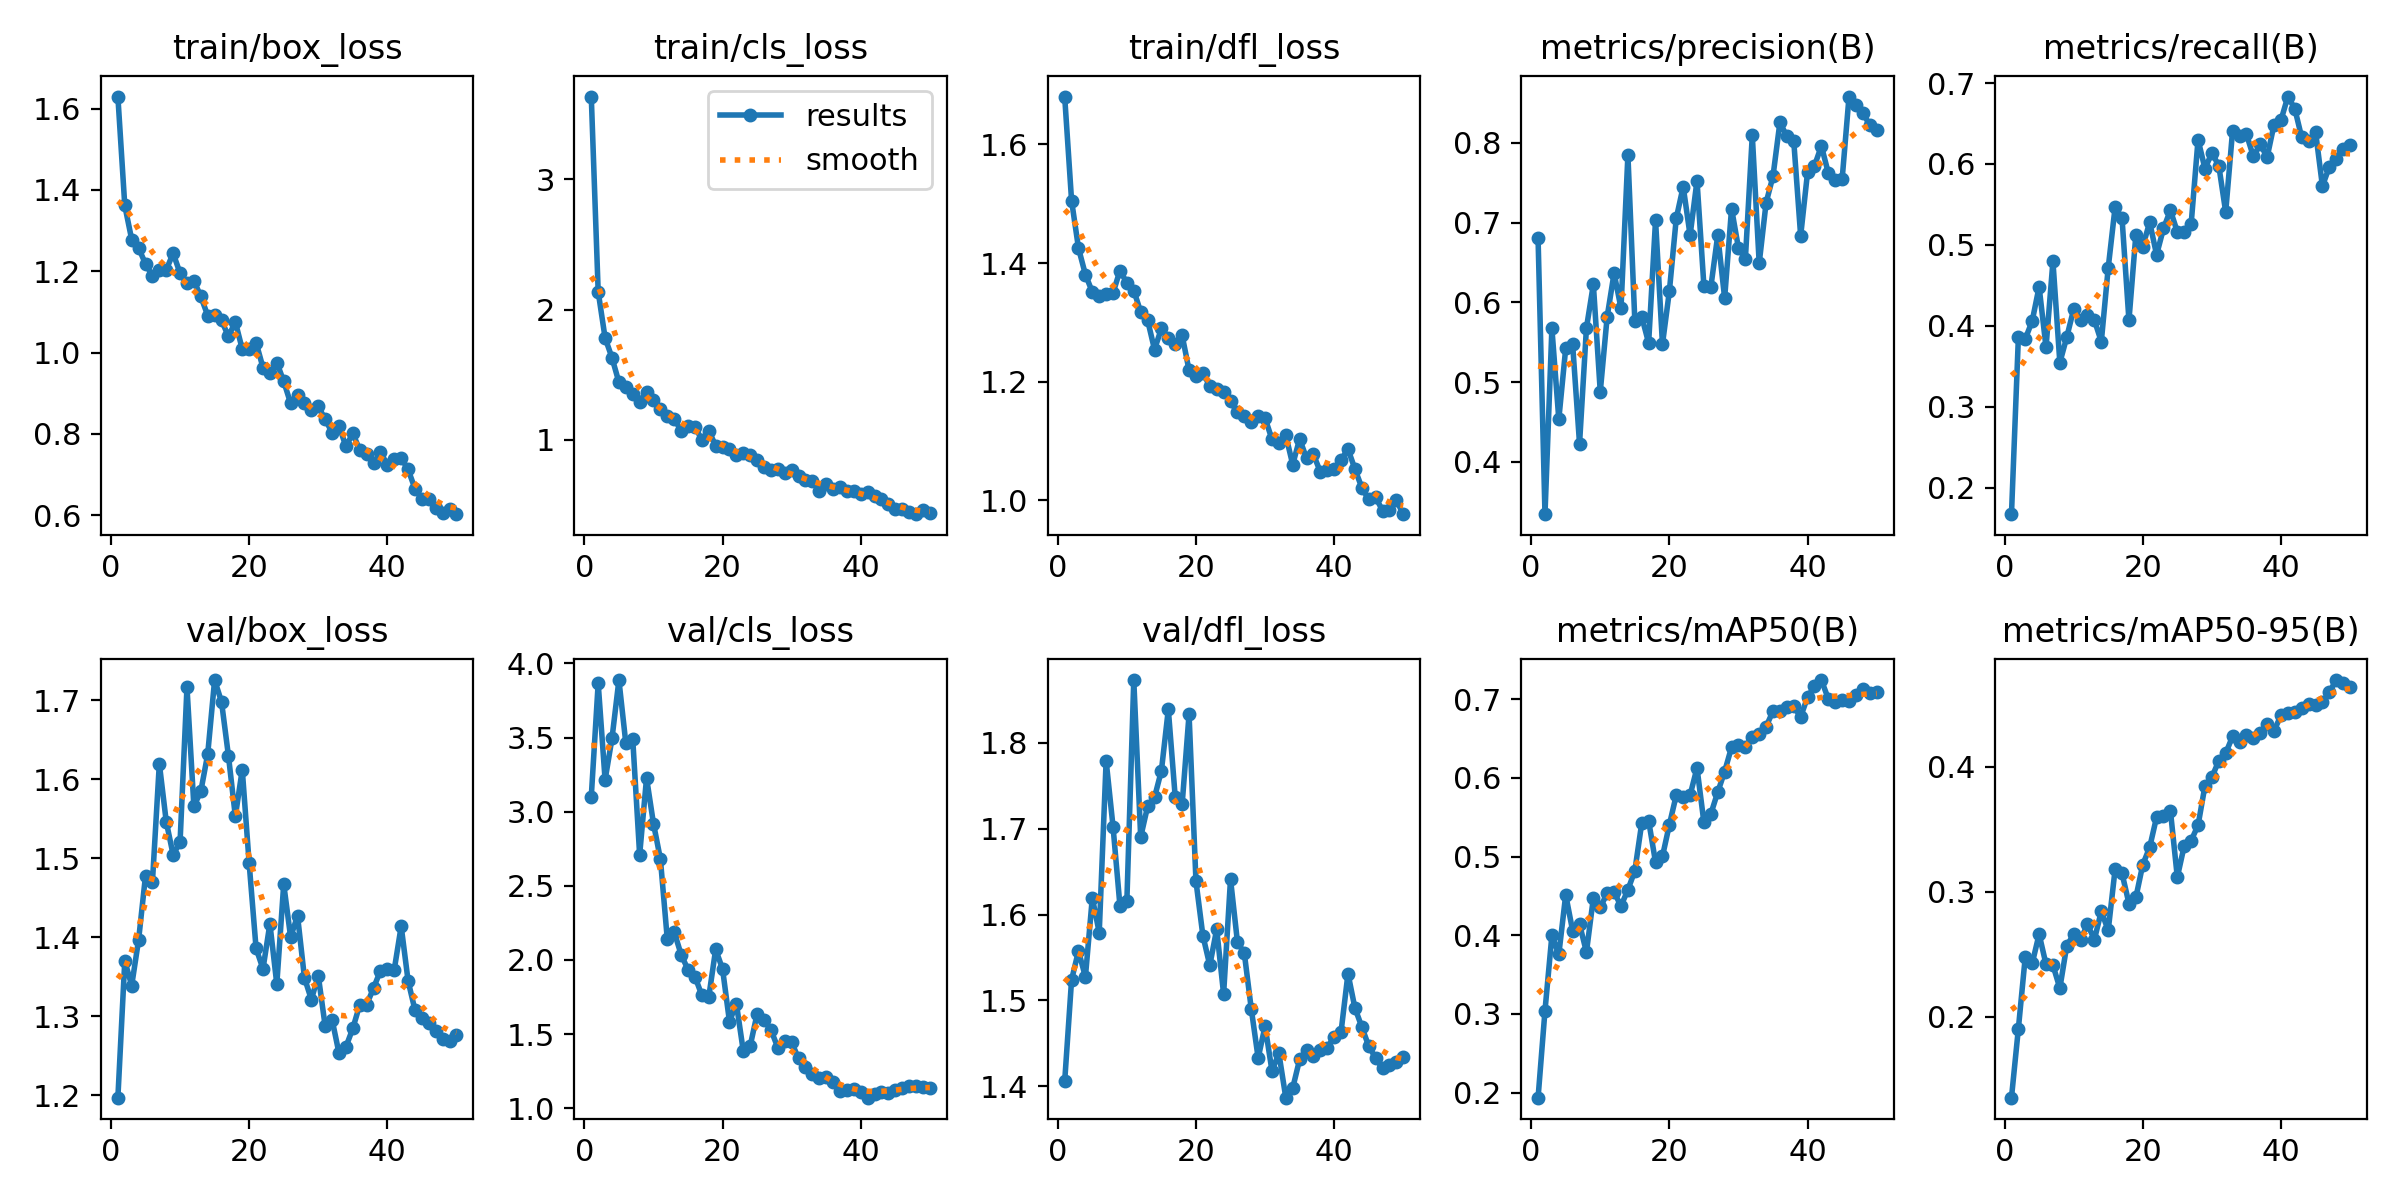 train/box_loss
1.6
1.4
1.2
1.0
0.8
0.6
0 20 40
train/cls_loss
results
smooth
3
2
1
0 20 40
train/dfl_loss
1.6
1.4
1.2
1.0
0 20 40
metrics/precision(B)
0.8
0.7
0.6
0.5
0.4
0 20 40
metrics/recall(B)
0.7
0.6
0.5
0.4
0.3
0.2
0 20 40
val/box_loss
1.7
1.6
1.5
1.4
1.3
1.2
0 20 40
val/cls_loss
4.0
3.5
3.0
2.5
2.0
1.5
1.0
0 20 40
val/dfl_loss
1.8
1.7
1.6
1.5
1.4
0 20 40
metrics/mAP50(B)
0.7
0.6
0.5
0.4
0.3
0.2
0 20 40
metrics/mAP50-95(B)
0.4
0.3
0.2
0 20 40